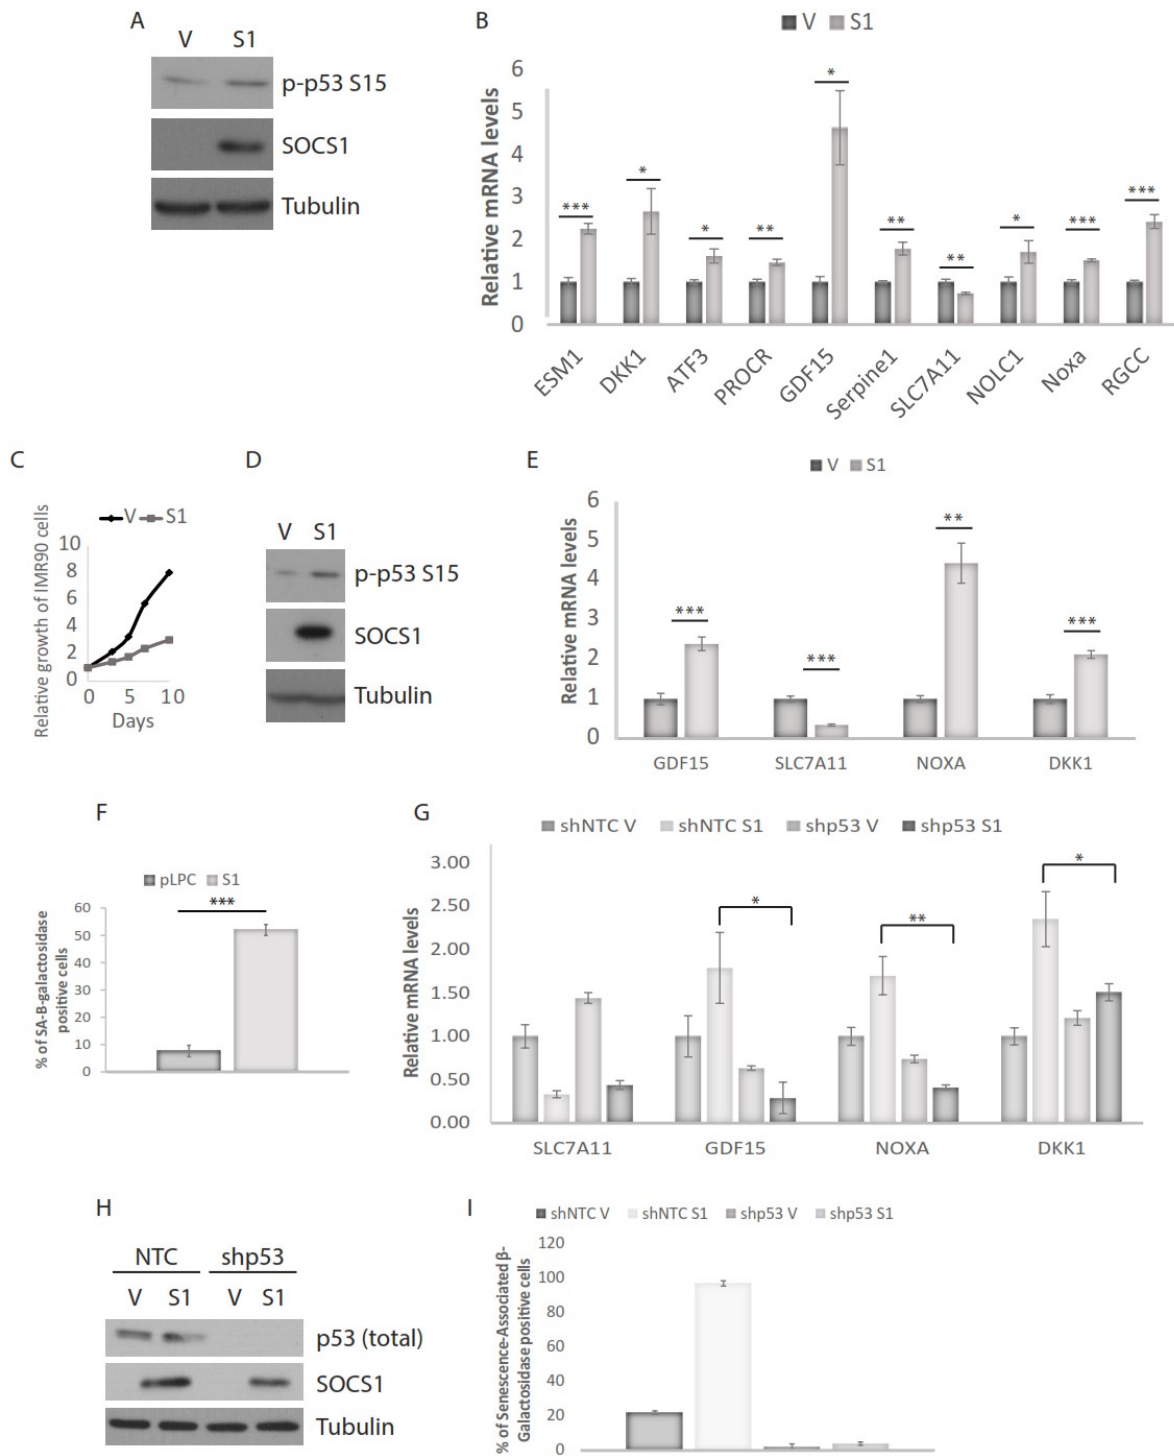 A
V S1
p-p53 S15
SOCS1
Tubulin
B
V S1
Relative mRNA levels
6
5
4
3
2
1
0
*** * * ** * ** ** * *** ***
ESM1 DKK1 ATF3 PROCR GDF15 Serpine1 SLC7A11 NOLC1 Noxa RGCC
C
V S1
Relative growth of IMR90 cells
10
8
6
4
2
0
0 5 10
Days
D
V S1
p-p53 S15
SOCS1
Tubulin
E
V S1
Relative mRNA levels
6
5
4
3
2
1
0
*** *** ** ***
GDF15 SLC7A11 NOXA DKK1
F
pLPC S1
% of SA-B-galactosidase
positive cells
60
50
40
30
20
10
0
***
G
shNTC V shNTC S1 shp53 V shp53 S1
Relative mRNA levels
3.00
2.50
2.00
1.50
1.00
0.50
0.00
* ** *
SLC7A11 GDF15 NOXA DKK1
H
NTC shp53
V S1 V S1
p53 (total)
SOCS1
Tubulin
I
shNTC V shNTC S1 shp53 V shp53 S1
% of Senescence-Associated β-
Galactosidase positive cells
120
100
80
60
40
20
0